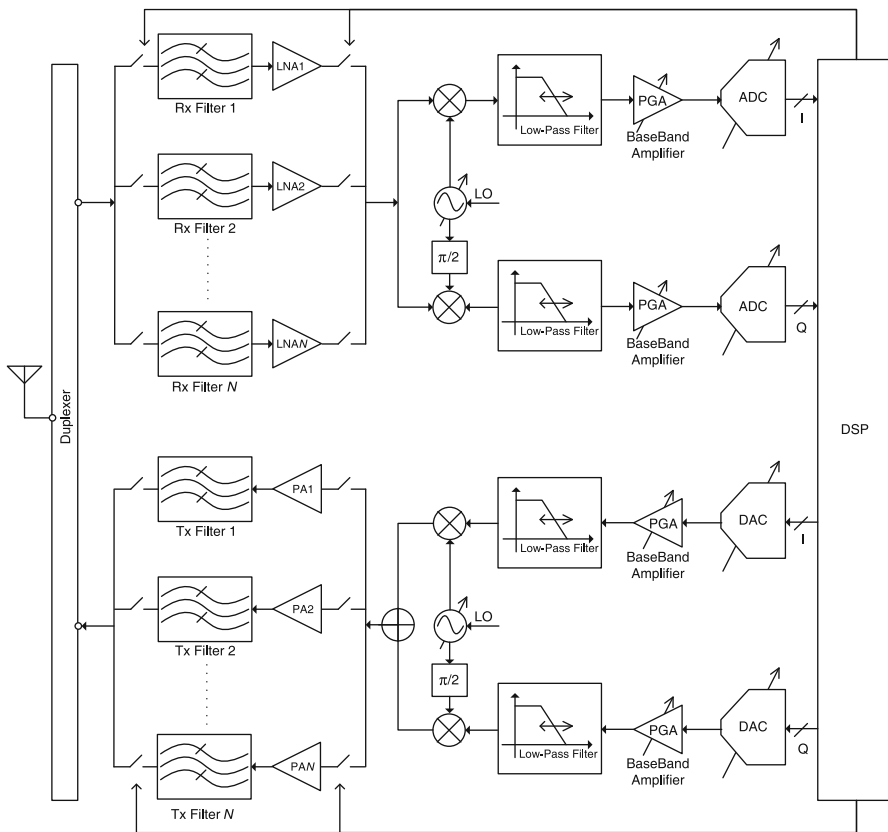 Rx Filter 1
LNA1
Rx Filter 2
LNA2
Rx Filter N
LNAN
LO
π/2
Low-Pass Filter
PGA
BaseBand
Amplifier
ADC
I
Low-Pass Filter
PGA
BaseBand
Amplifier
ADC
Q
Duplexer
DSP
Tx Filter 1
PA1
Tx Filter 2
PA2
Tx Filter N
PAN
LO
π/2
Low-Pass Filter
PGA
BaseBand
Amplifier
DAC
I
Low-Pass Filter
PGA
BaseBand
Amplifier
DAC
Q